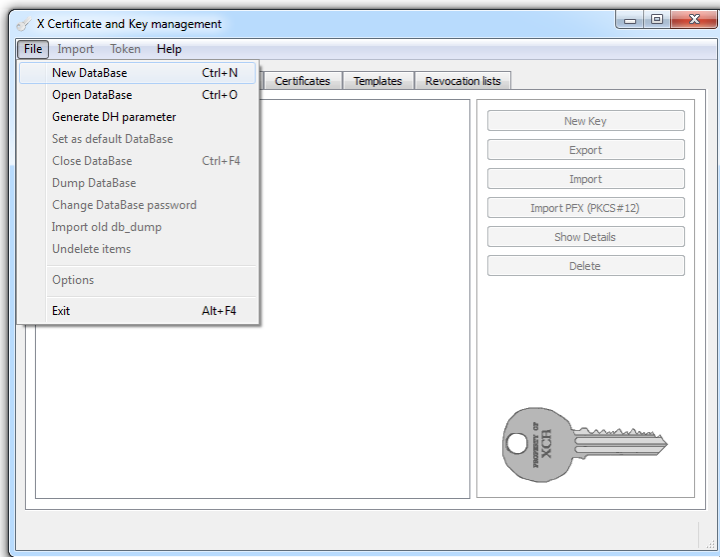 X Certificate and Key management
File Import Token Help
New DataBase Ctrl+N
Open DataBase Ctrl+O
Generate DH parameter
Set as default DataBase
Close DataBase Ctrl+F4
Dump DataBase
Change DataBase password
Import old db_dump
Undelete items
Options
Exit Alt+F4
Certificates Templates Revocation lists
New Key
Export
Import
Import PFX (PKCS#12)
Show Details
Delete
PROPERTY OF
XCA